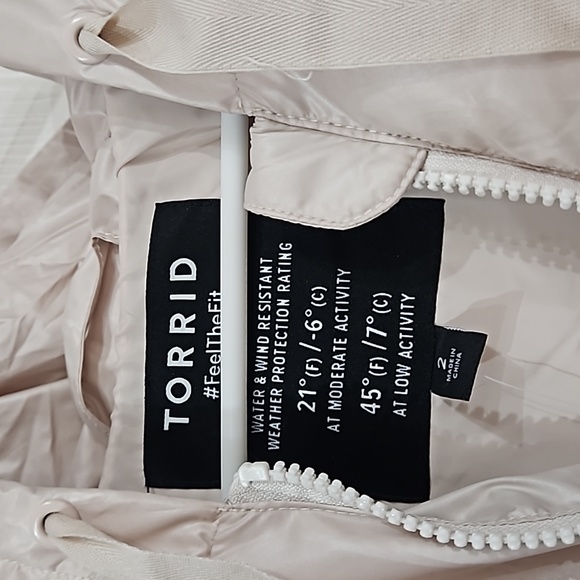 TORRID
#FeelTheFit
WATER & WIND RESISTANT
WEATHER PROTECTION RATING
21°(F) / -6°(C)
AT MODERATE ACTIVITY
45°(F) / 7°(C)
AT LOW ACTIVITY
2
MADE IN
CHINA